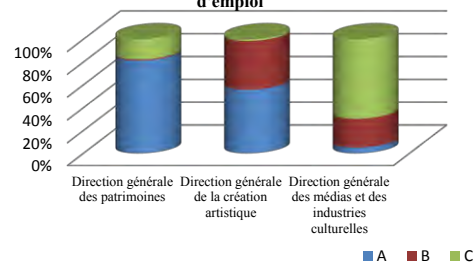 d'emploi
100%
80%
60%
40%
20%
0%
Direction générale des patrimoines
Direction générale de la création artistique
Direction générale des médias et des industries culturelles
A B C